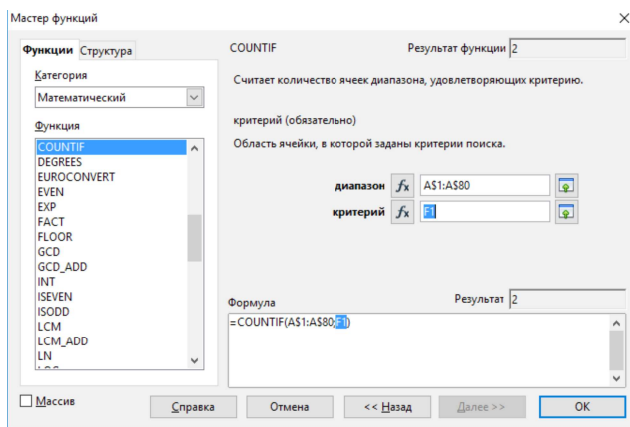 Мастер функций
Функции Структура
COUNTIF Результат функции 2
Категория
Математический
Считает количество ячеек диапазона, удовлетворяющих критерию.
Функция
критерий (обязательно)
Область ячейки, в которой заданы критерии поиска.
COUNTIF
DEGREES
EUROCONVERT
EVEN
EXP
FACT
FLOOR
GCD
GCD_ADD
INT
ISEVEN
ISODD
LCM
LCM_ADD
LN
диапазон fx A$1:A$80
критерий fx F1
Формула Результат 2
=COUNTIF(A$1:A$80;F1)
Массив
Справка Отмена << Назад Далее >> ОК